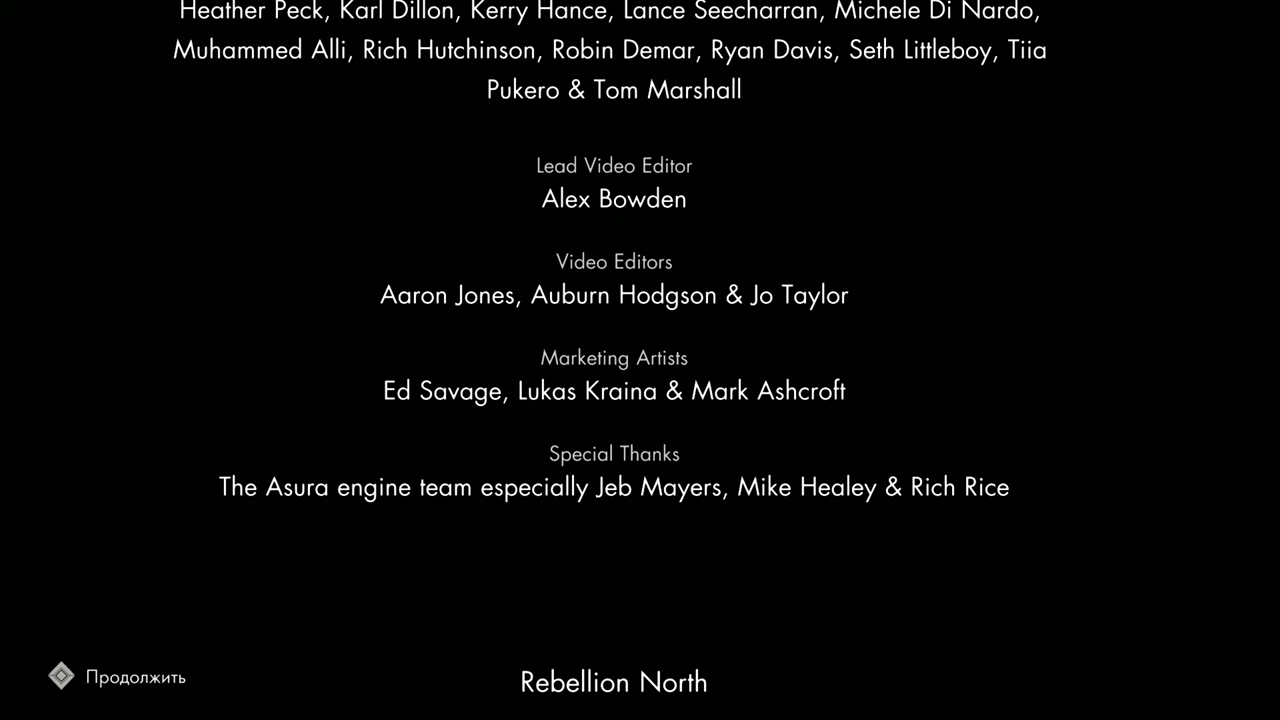 Heather Peck, Karl Dillon, Kerry Hance, Lance Seecharran, Michele Di Nardo,
Muhammed Alli, Rich Hutchinson, Robin Demar, Ryan Davis, Seth Littleboy, Tiia
Pukero & Tom Marshall
Lead Video Editor
Alex Bowden
Video Editors
Aaron Jones, Auburn Hodgson & Jo Taylor
Marketing Artists
Ed Savage, Lukas Kraina & Mark Ashcroft
Special Thanks
The Asura engine team especially Jeb Mayers, Mike Healey & Rich Rice
Продолжить
Rebellion North